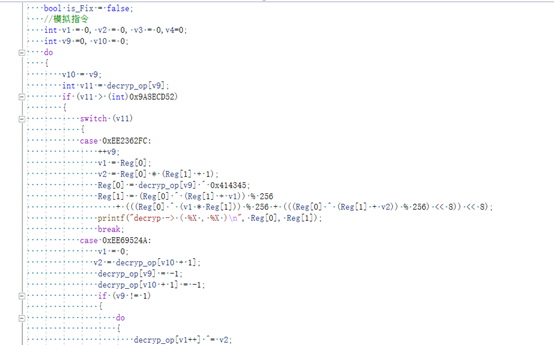 bool is_Fix = false;
//模拟指令
int v1 = 0, v2 = 0, v3 = 0,v4=0;
int v9 =0, v10 = 0;
do
{
v10 = v9;
int v11 = decryp_op[v9];
if (v11 > (int)0x9A8ECD52)
{
switch (v11)
{
case 0xEE2362FC:
++v9;
v1 = Reg[0];
v2 = Reg[0] * (Reg[1] + 1);
Reg[0] = decryp_op[v9] ^ 0x414345;
Reg[1] = (Reg[0] ^ (Reg[1] + v1)) % 256
+ (((Reg[0] ^ (v1 * Reg[1])) % 256 + (((Reg[0] ^ (Reg[1] + v2)) % 256) << 8)) << 8);
printf("decryp -> ( %X , %X )\n", Reg[0], Reg[1]);
break;
case 0xEE69524A:
v1 = 0;
v2 = decryp_op[v10 + 1];
decryp_op[v9] = -1;
decryp_op[v10 + 1] = -1;
if (v9 != 1)
{
do
{
decryp_op[v1++] ^= v2;